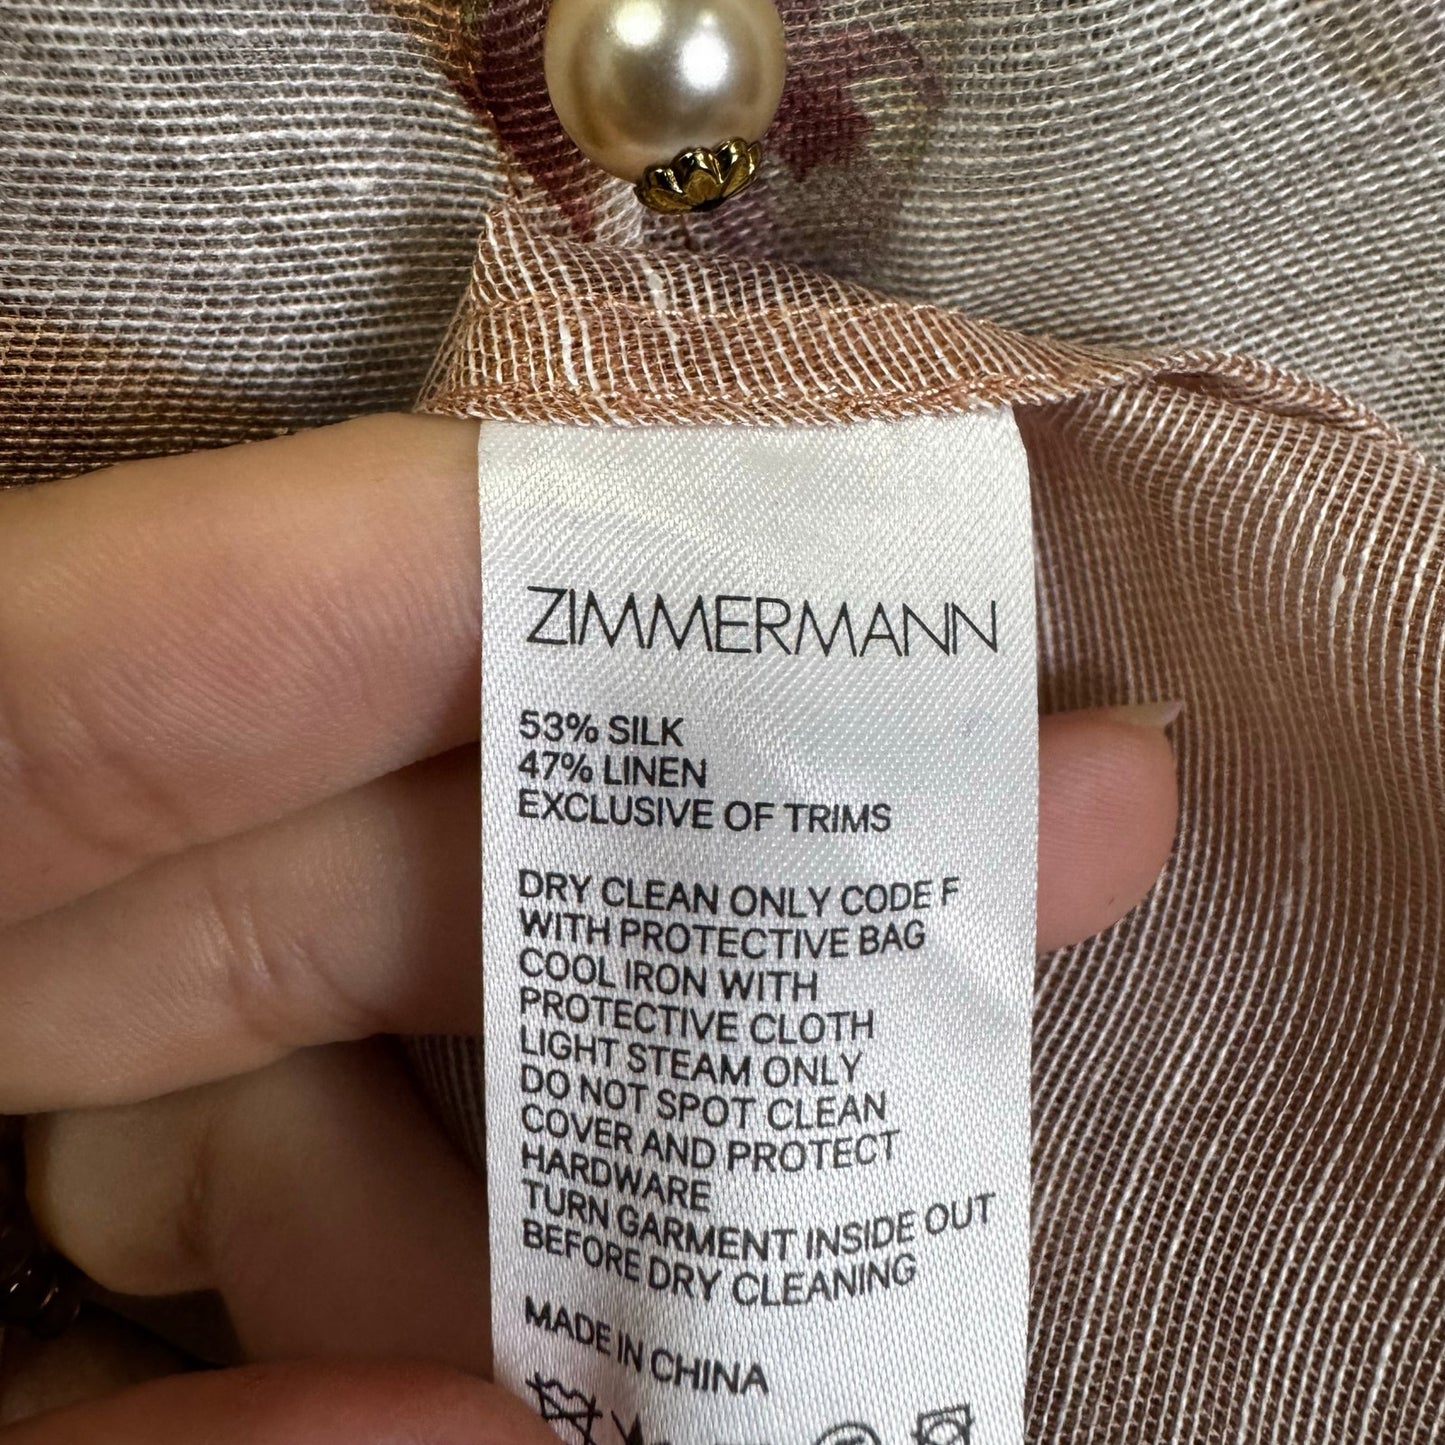 ZIMMERMANN
53% SILK
47% LINEN
EXCLUSIVE OF TRIMS
DRY CLEAN ONLY CODE F
WITH PROTECTIVE BAG
COOL IRON WITH
PROTECTIVE CLOTH
LIGHT STEAM ONLY
DO NOT SPOT CLEAN
COVER AND PROTECT
HARDWARE
TURN GARMENT INSIDE OUT
BEFORE DRY CLEANING
MADE IN CHINA